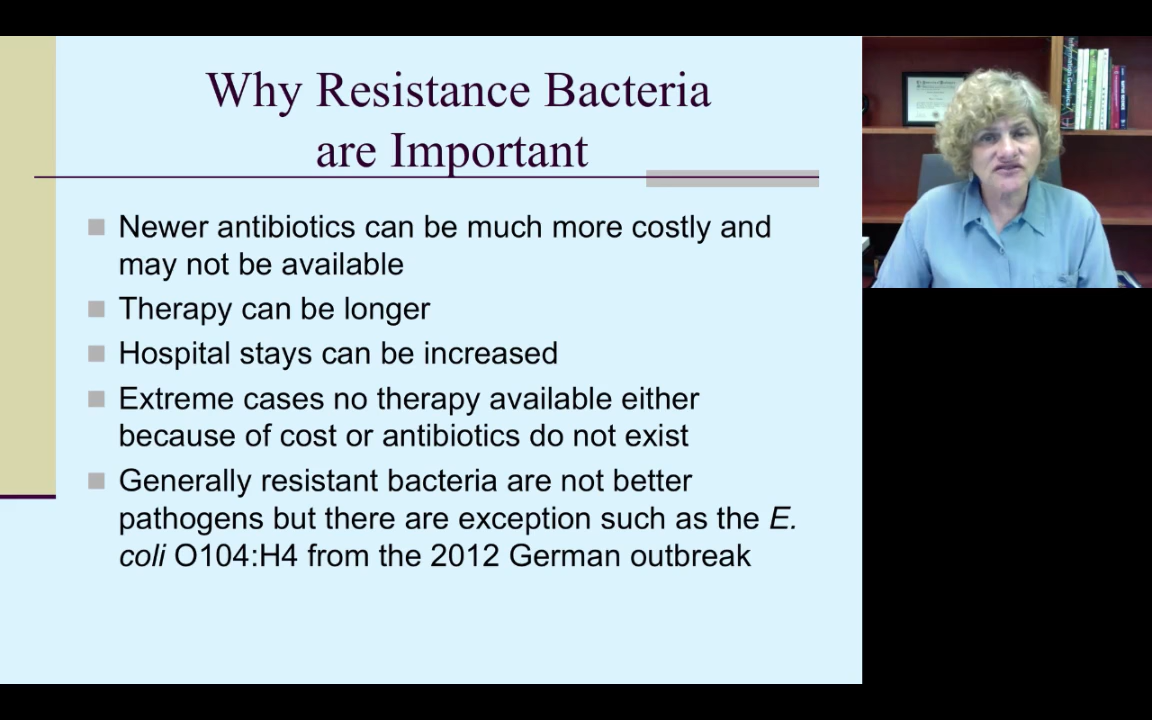 Why Resistance Bacteria
are Important
Newer antibiotics can be much more costly and
may not be available
Therapy can be longer
Hospital stays can be increased
Extreme cases no therapy available either
because of cost or antibiotics do not exist
Generally resistant bacteria are not better
pathogens but there are exception such as the E.
coli O104:H4 from the 2012 German outbreak